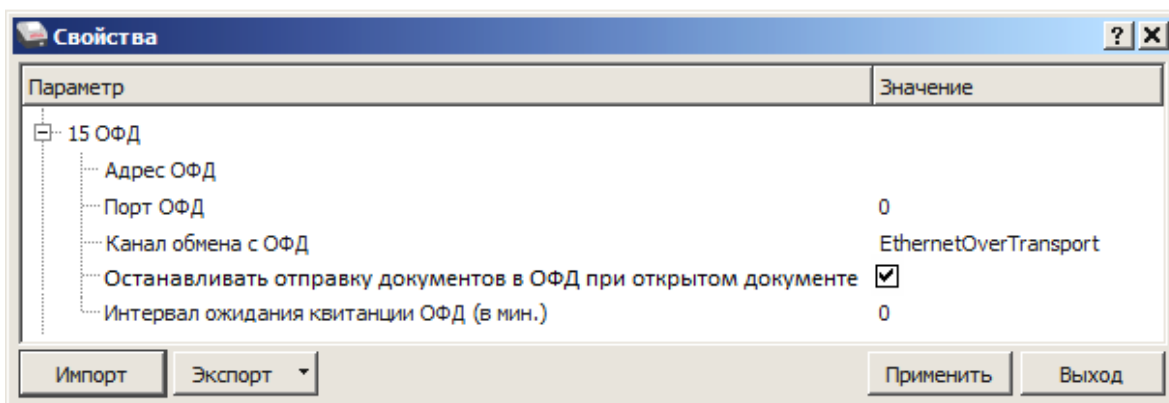 Свойства
Параметр Значение
15 ОФД
Адрес ОФД
Порт ОФД 0
Канал обмена с ОФД EthernetOverTransport
Останавливать отправку документов в ОФД при открытом документе
Интервал ожидания квитанции ОФД (в мин.) 0
Импорт Экспорт Применить Выход